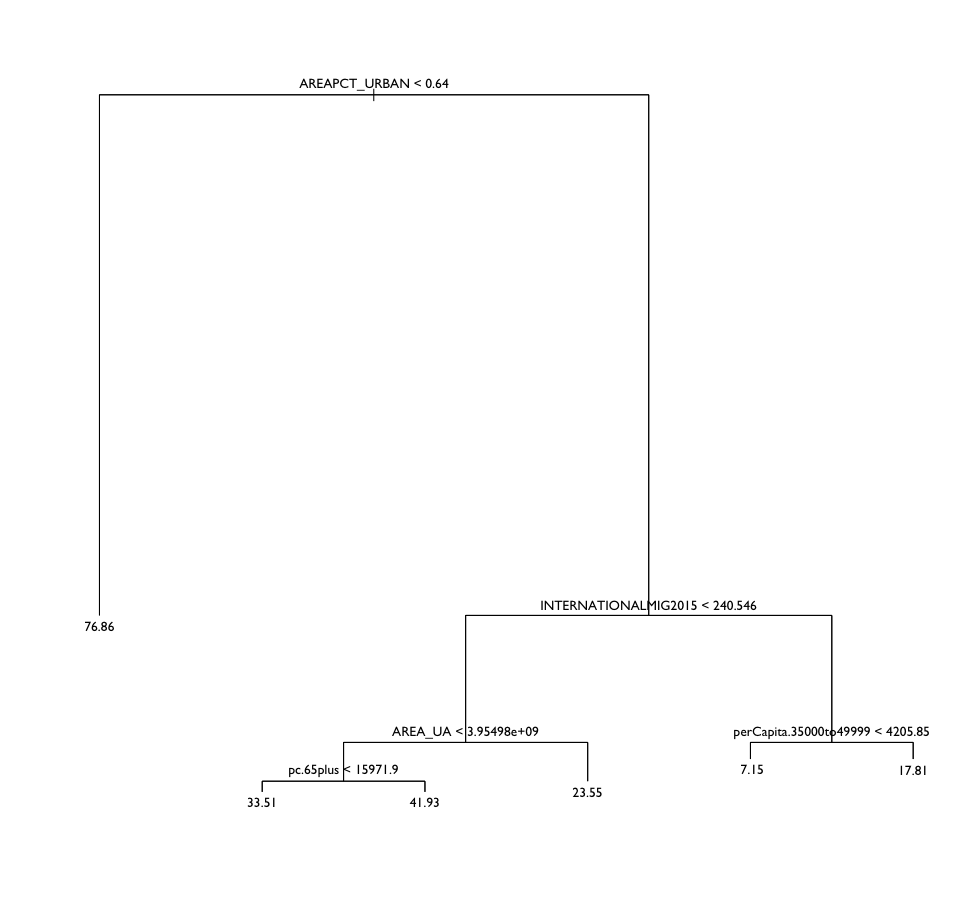 AREAPCT_URBAN < 0.64
INTERNATIONALMIG2015 < 240.546
76.86
AREA_UA < 3.95498e+09
perCapita.35000to49999 < 4205.85
pc.65plus < 15971.9
7.15
17.81
23.55
33.51
41.93